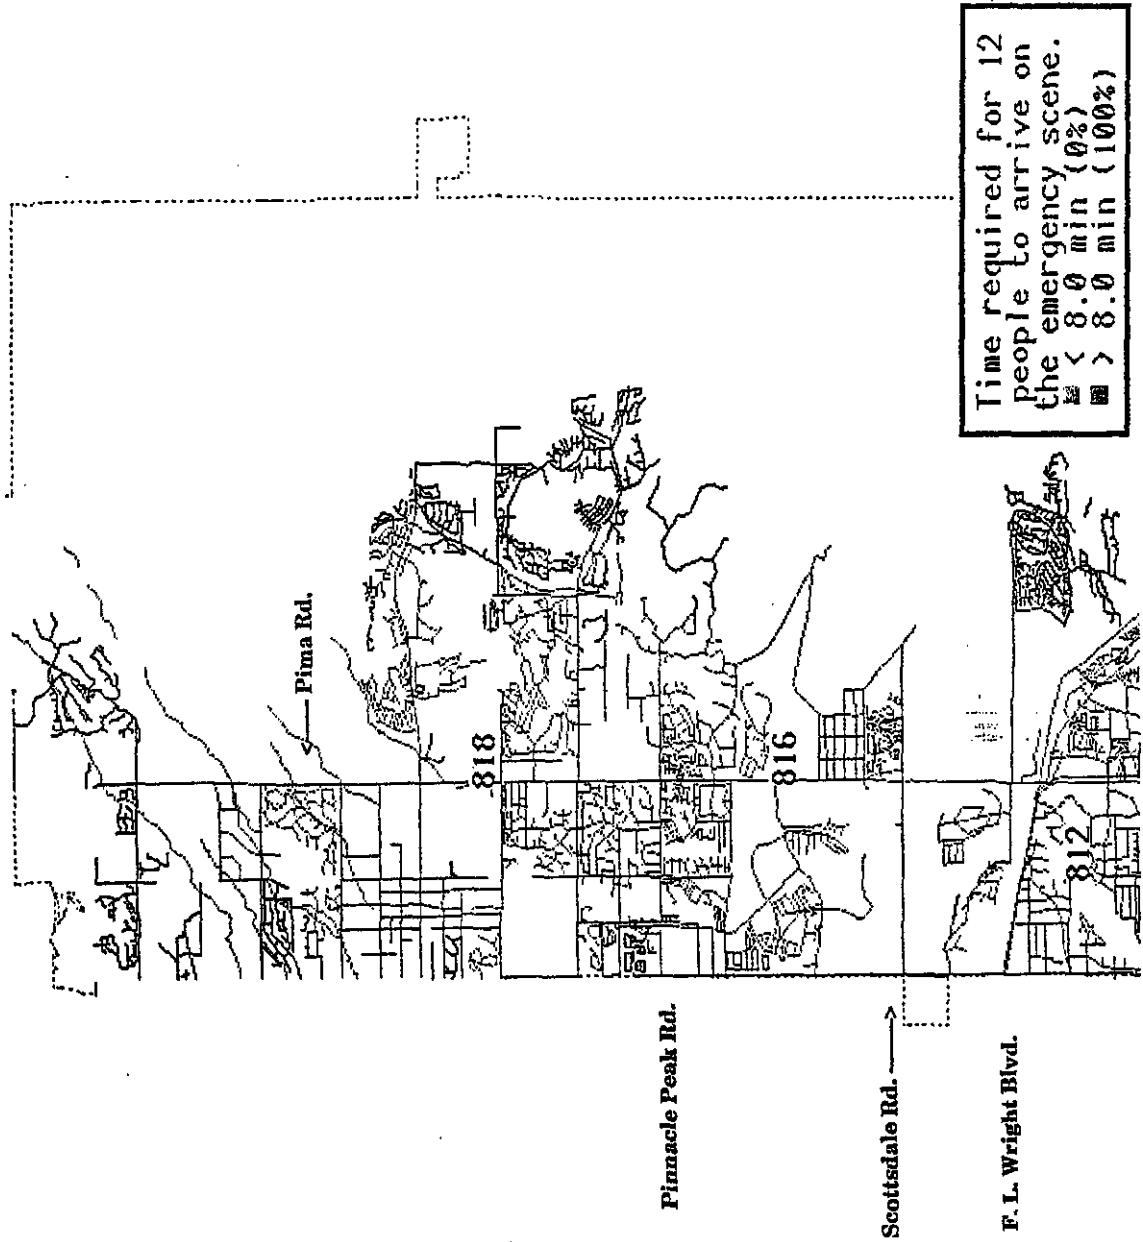 Time required for 12
people to arrive on
the emergency scene.
< 8.0 min (0%)
> 8.0 min (100%)
Pima Rd.
818
816
812
Pinnacle Peak Rd.
Scottsdale Rd.
F. L. Wright Blvd.